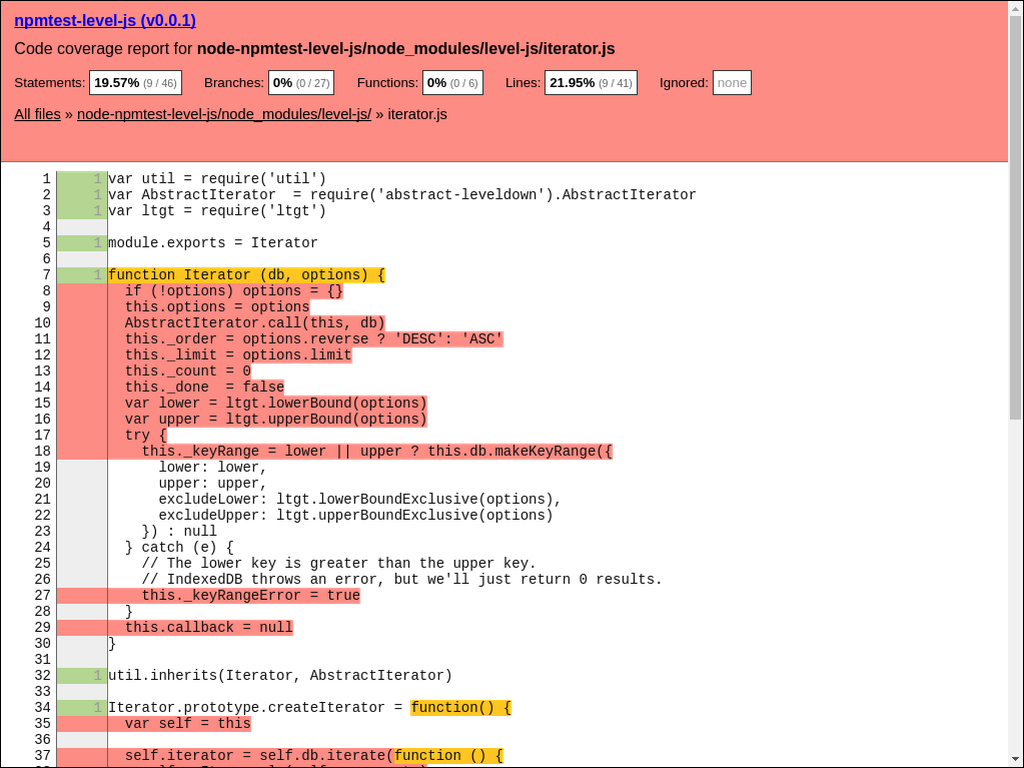 npmtest-level-js (v0.0.1)
Code coverage report for node-npmtest-level-js/node_modules/level-js/iterator.js
Statements: 19.57% (9 / 46) Branches: 0% (0 / 27) Functions: 0% (0 / 6) Lines: 21.95% (9 / 41) Ignored: none
All files » node-npmtest-level-js/node_modules/level-js/ » iterator.js
1 1 var util = require('util')
2 1 var AbstractIterator  = require('abstract-leveldown').AbstractIterator
3 1 var ltgt = require('ltgt')
4
5 1 module.exports = Iterator
6
7 1 function Iterator (db, options) {
8   if (!options) options = {}
9   this.options = options
10   AbstractIterator.call(this, db)
11   this._order = options.reverse ? 'DESC': 'ASC'
12   this._limit = options.limit
13   this._count = 0
14   this._done  = false
15   var lower = ltgt.lowerBound(options)
16   var upper = ltgt.upperBound(options)
17   try {
18     this._keyRange = lower || upper ? this.db.makeKeyRange({
19       lower: lower,
20       upper: upper,
21       excludeLower: ltgt.lowerBoundExclusive(options),
22       excludeUpper: ltgt.upperBoundExclusive(options)
23     }) : null
24   } catch (e) {
25     // The lower key is greater than the upper key.
26     // IndexedDB throws an error, but we'll just return 0 results.
27     this._keyRangeError = true
28   }
29   this.callback = null
30 }
31
32 1 util.inherits(Iterator, AbstractIterator)
33
34 1 Iterator.prototype.createIterator = function() {
35   var self = this
36
37   self.iterator = self.db.iterate(function () {